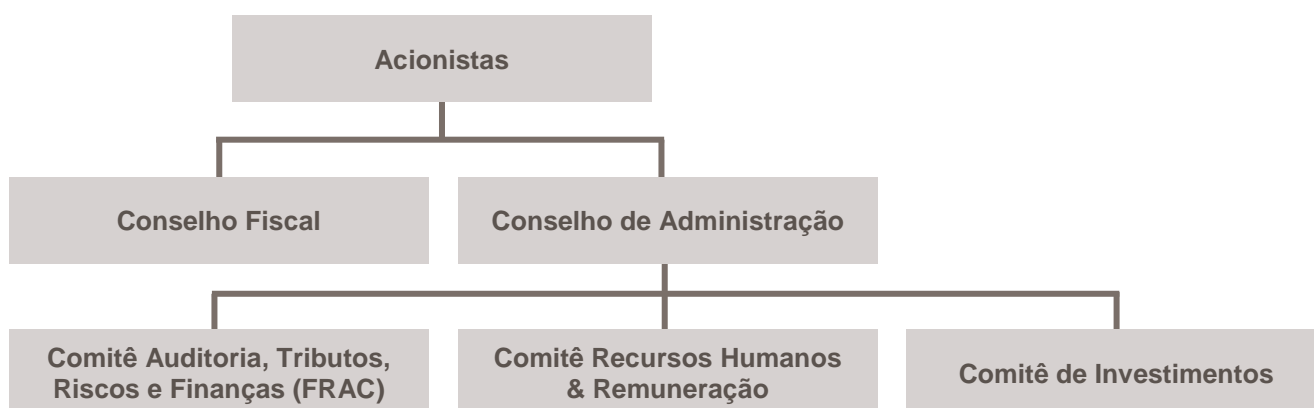 Acionistas
Conselho Fiscal
Conselho de Administração
Comitê Auditoria, Tributos,
Riscos e Finanças (FRAC)
Comitê Recursos Humanos
& Remuneração
Comitê de Investimentos